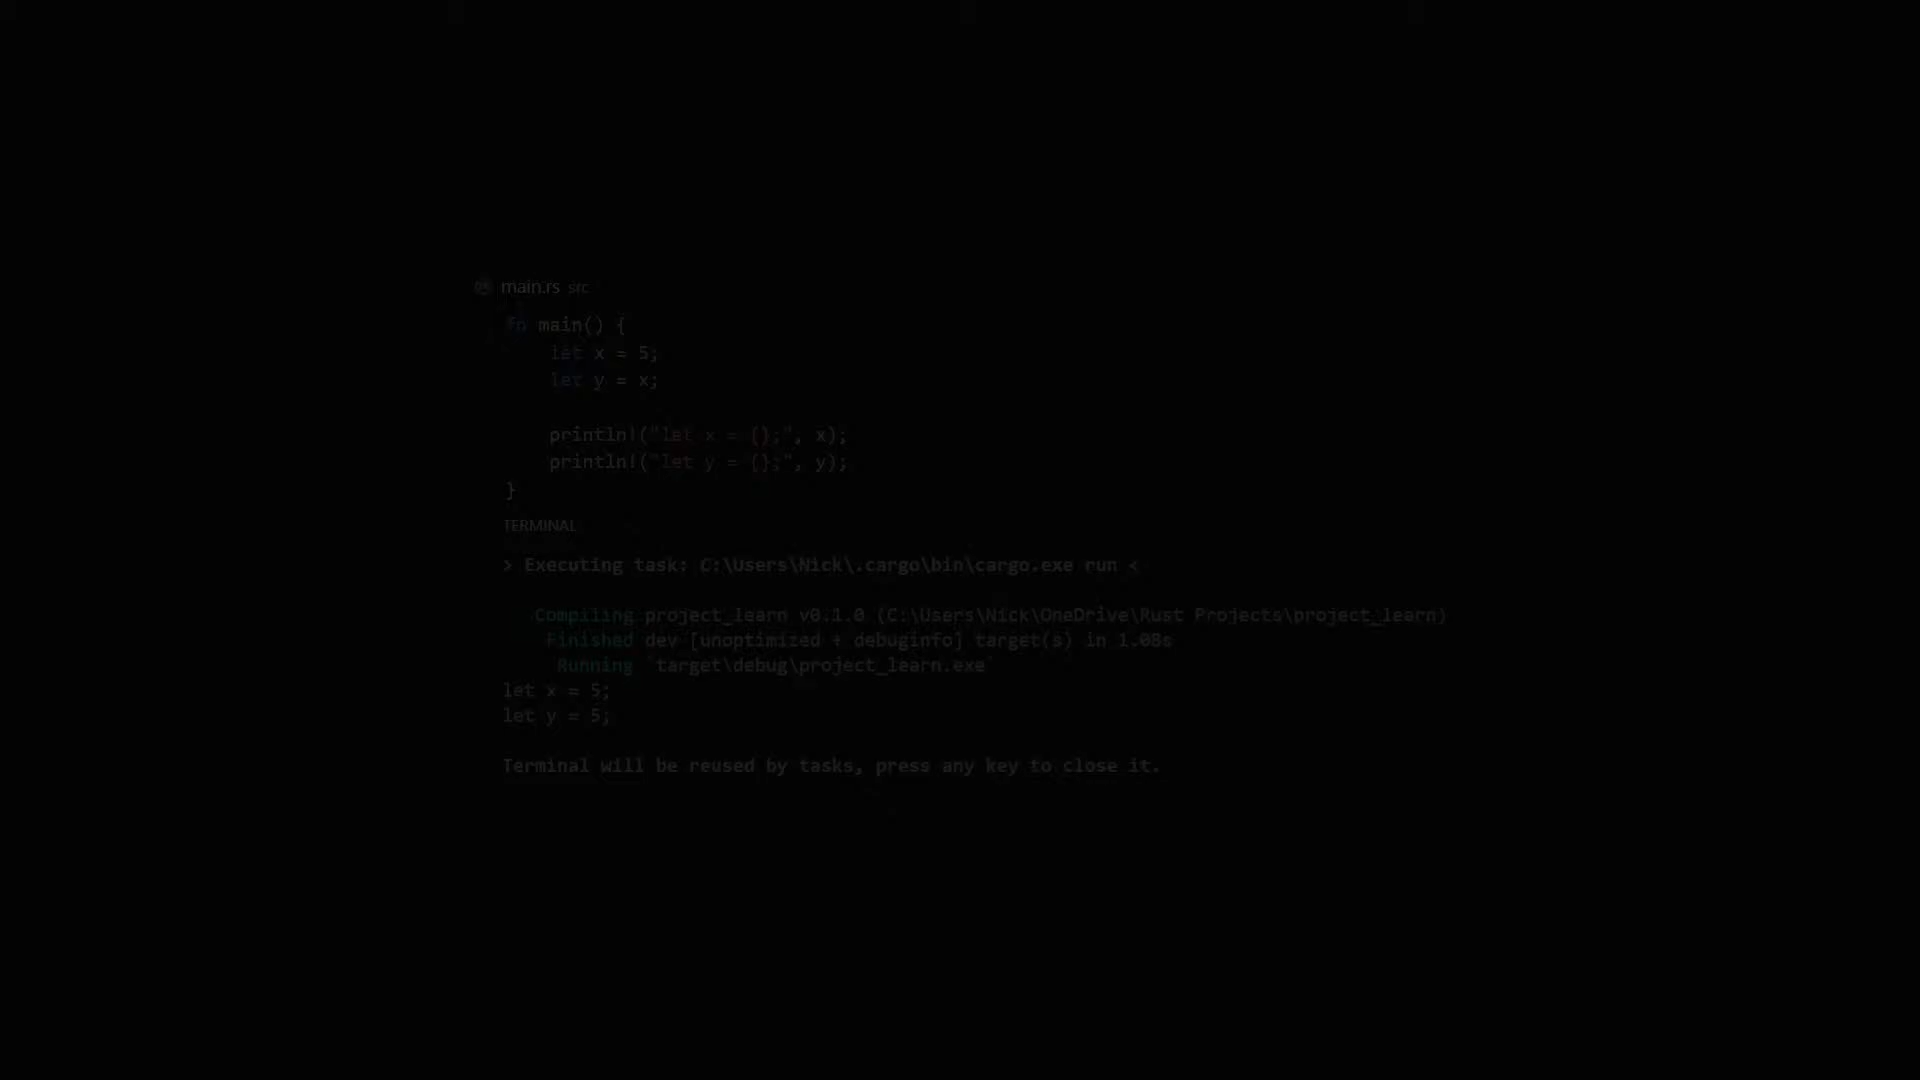 main.rs src
fn main() {
let x = 5;
let y = x;
println!("let x = {};", x);
println!("let y = {};", y);
}
TERMINAL
> Executing task: C:\Users\Nick\.cargo\bin\cargo.exe run <
Compiling project_learn v0.1.0 (C:\Users\Nick\OneDrive\Rust Projects\project_learn)
Finished dev [unoptimized + debuginfo] target(s) in 1.08s
Running `target\debug\project_learn.exe`
let x = 5;
let y = 5;
Terminal will be reused by tasks, press any key to close it.